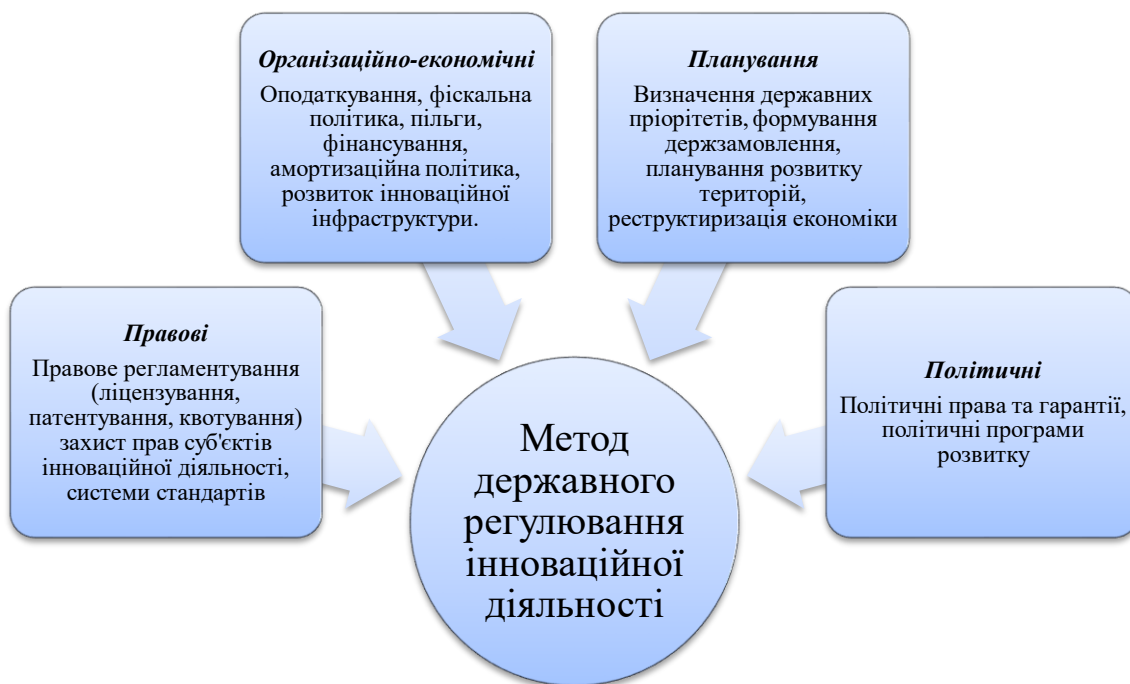 Організаційно-економічні
Оподаткування, фіскальна
політика, пільги,
фінансування,
амортизаційна політика,
розвиток інноваційної
інфраструктури.
Планування
Визначення державних
пріорітетів, формування
держзамовлення,
планування розвитку
територій,
реструктиризація економіки
Правові
Правове регламентування
(ліцензування,
патентування, квотування)
захист прав суб'єктів
інноваційної діяльності,
системи стандартів
Політичні
Політичні права та гарантії,
політичні програми
розвитку
Метод
державного
регулювання
інноваційної
діяльності